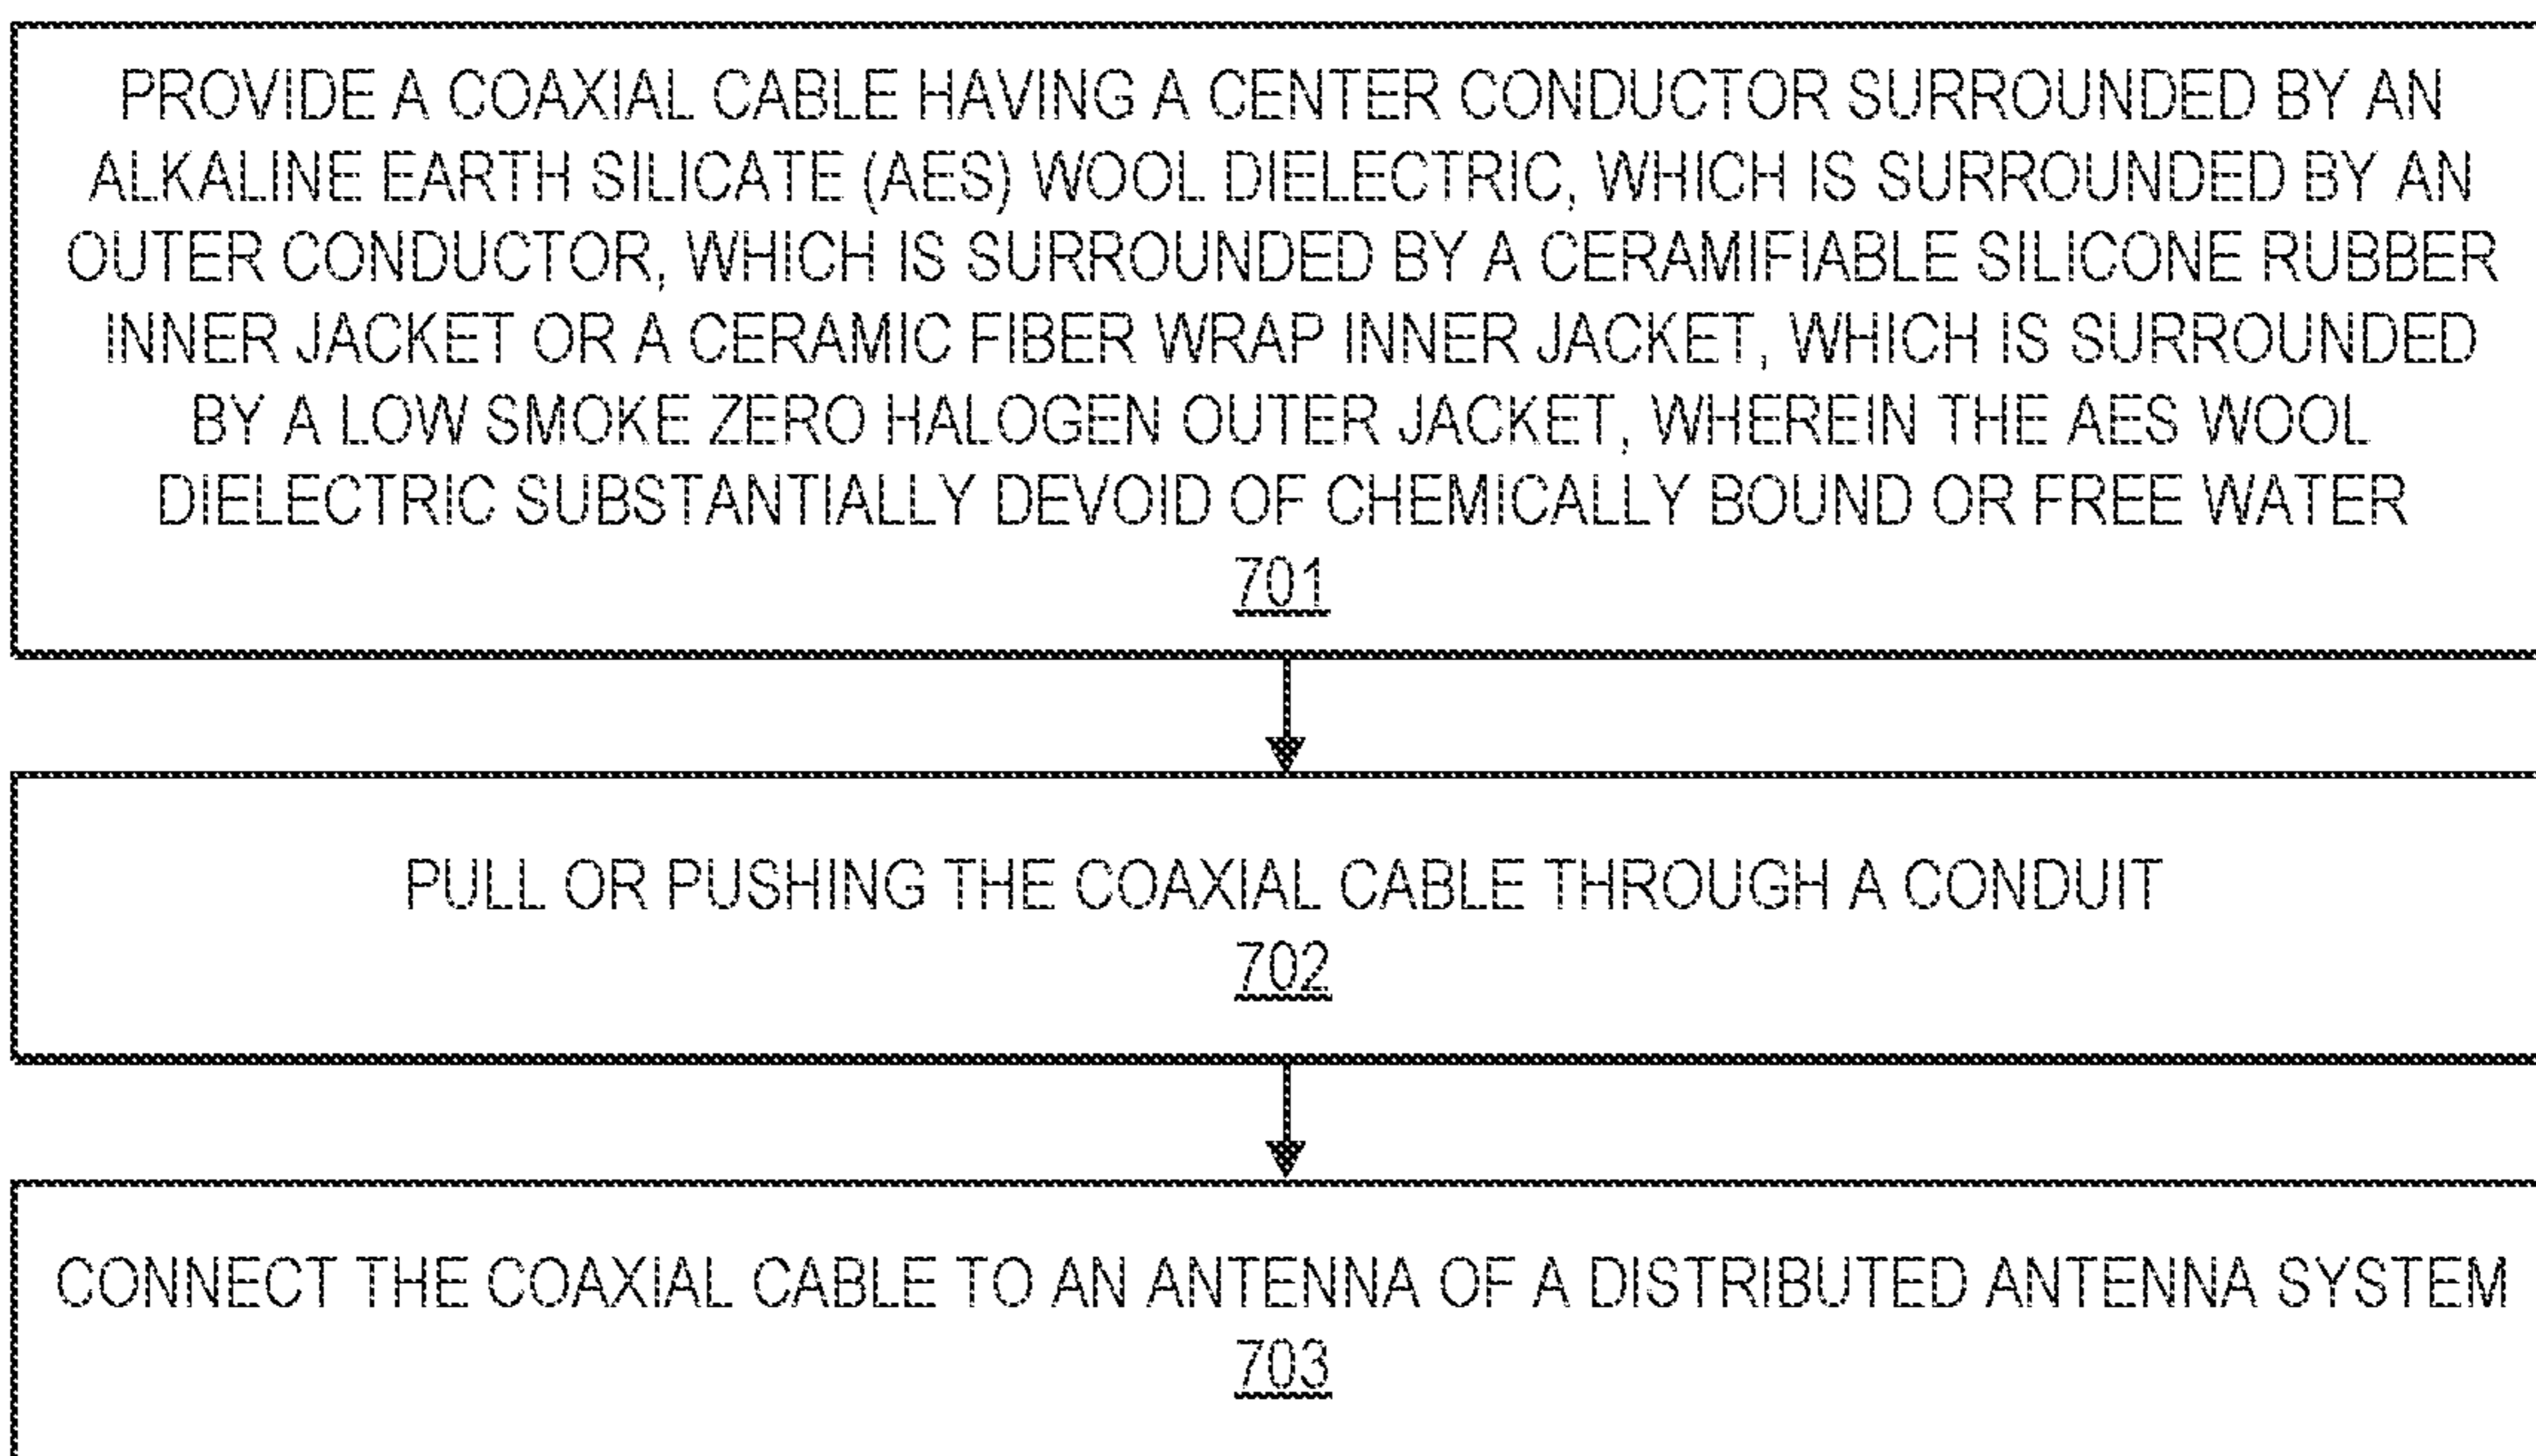 PROVIDE A COAXIAL CABLE HAVING A CENTER CONDUCTOR SURROUNDED BY AN
ALKALINE EARTH SILICATE (AES) WOOL DIELECTRIC, WHICH IS SURROUNDED BY AN
OUTER CONDUCTOR, WHICH IS SURROUNDED BY A CERAMIFIABLE SILICONE RUBBER
INNER JACKET OR A CERAMIC FIBER WRAP INNER JACKET, WHICH IS SURROUNDED
BY A LOW SMOKE ZERO HALOGEN OUTER JACKET, WHEREIN THE AES WOOL
DIELECTRIC SUBSTANTIALLY DEVOID OF CHEMICALLY BOUND OR FREE WATER
701
PULL OR PUSHING THE COAXIAL CABLE THROUGH A CONDUIT
702
CONNECT THE COAXIAL CABLE TO AN ANTENNA OF A DISTRIBUTED ANTENNA SYSTEM
703